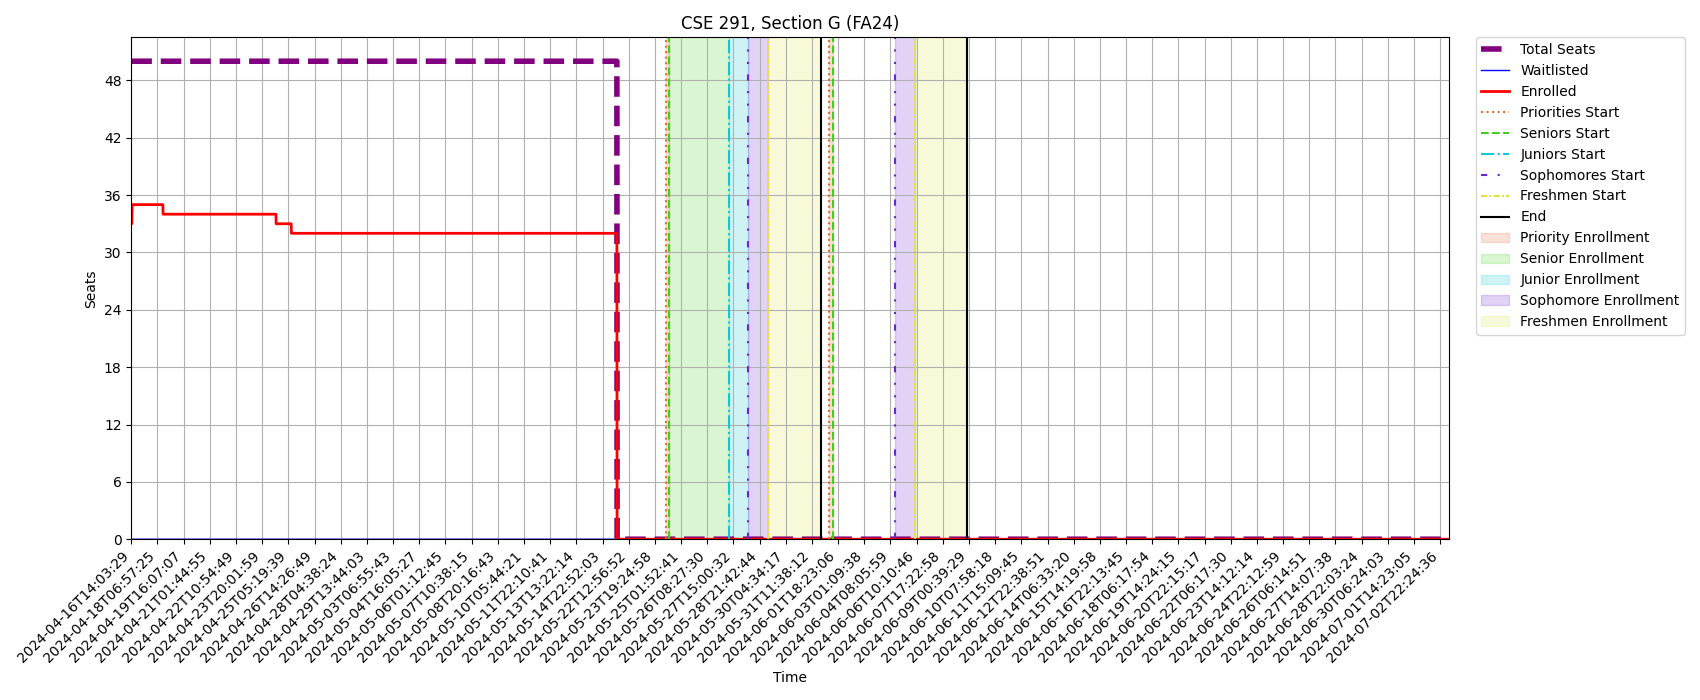 CSE 291, Section G (FA24)
Total Seats
Waitlisted
Enrolled
Priorities Start
Seniors Start
Juniors Start
Sophomores Start
Freshmen Start
End
Priority Enrollment
Senior Enrollment
Junior Enrollment
Sophomore Enrollment
Freshmen Enrollment
Seats
48
42
36
30
24
18
12
6
0
2024-04-16T14:03:29
2024-04-18T06:57:25
2024-04-19T16:07:07
2024-04-21T01:44:55
2024-04-22T10:54:49
2024-04-23T20:01:59
2024-04-25T05:19:39
2024-04-26T14:26:49
2024-04-28T04:38:24
2024-04-29T13:44:03
2024-05-03T06:55:43
2024-05-04T16:05:27
2024-05-06T01:12:45
2024-05-07T10:38:15
2024-05-08T20:16:43
2024-05-10T05:44:21
2024-05-11T22:10:41
2024-05-13T13:22:14
2024-05-14T22:52:03
2024-05-22T12:56:52
2024-05-23T19:24:58
2024-05-25T01:52:41
2024-05-26T08:27:30
2024-05-27T15:00:32
2024-05-28T21:42:44
2024-05-30T04:34:17
2024-05-31T11:38:12
2024-06-01T18:23:06
2024-06-03T01:09:38
2024-06-04T08:05:59
2024-06-06T10:10:46
2024-06-07T17:22:58
2024-06-09T00:39:29
2024-06-10T07:58:18
2024-06-11T15:09:45
2024-06-12T22:38:51
2024-06-14T06:33:20
2024-06-15T14:19:58
2024-06-16T22:13:45
2024-06-18T06:17:54
2024-06-19T14:24:15
2024-06-20T22:15:17
2024-06-22T06:17:30
2024-06-23T14:12:14
2024-06-24T22:12:59
2024-06-26T06:14:51
2024-06-27T14:07:38
2024-06-28T22:03:24
2024-06-30T06:24:03
2024-07-01T14:23:05
2024-07-02T22:24:36
Time